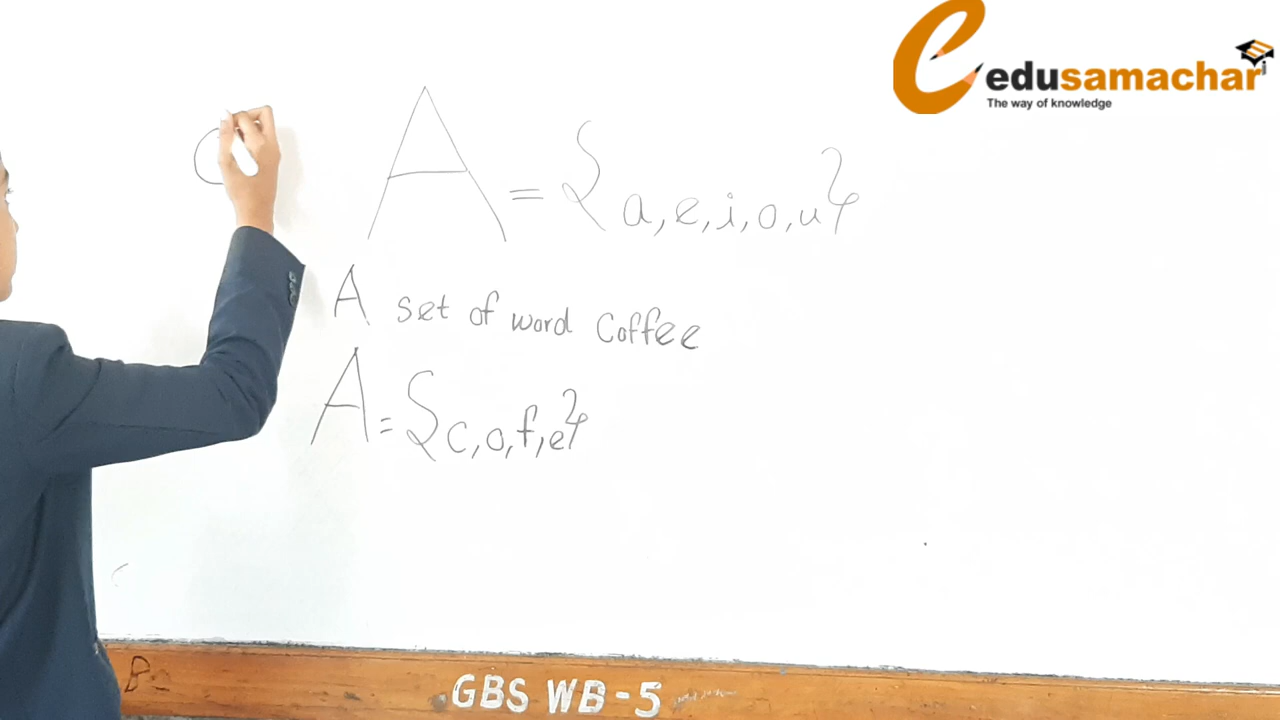 edusamachar
The way of knowledge
A = {a, e, i, o, u}
A set of word Coffee
A = {c, o, f, e}
B
GBS WB-5